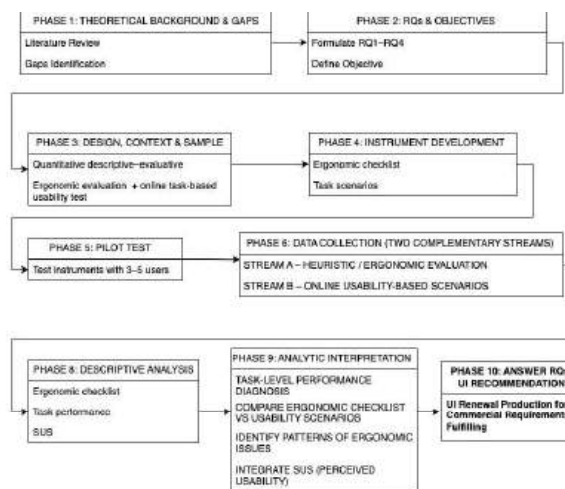 PHASE 1: THEORETICAL BACKGROUND & GAPS
Literature Review
Gaps Identification
PHASE 2: RQs & OBJECTIVES
Formulate RQ1–RQ4
Define Objective
PHASE 3: DESIGN, CONTEXT & SAMPLE
Quantitative descriptive–evaluative
Ergonomic evaluation + online task-based
usability test
PHASE 4: INSTRUMENT DEVELOPMENT
Ergonomic checklist
Task scenarios
PHASE 5: PILOT TEST
Test instruments with 3–5 users
PHASE 6: DATA COLLECTION (TWO COMPLEMENTARY STREAMS)
STREAM A – HEURISTIC / ERGONOMIC EVALUATION
STREAM B – ONLINE USABILITY-BASED SCENARIOS
PHASE 8: DESCRIPTIVE ANALYSIS
Ergonomic checklist
Task performance
SUS
PHASE 9: ANALYTIC INTERPRETATION
TASK-LEVEL PERFORMANCE
DIAGNOSIS
COMPARE ERGONOMIC CHECKLIST
VS USABILITY SCENARIOS
IDENTIFY PATTERNS OF ERGONOMIC
ISSUES
INTEGRATE SUS (PERCEIVED
USABILITY)
PHASE 10: ANSWER RQs
UI RECOMMENDATION
UI Renewal Production for
Commercial Requirement
Fulfilling